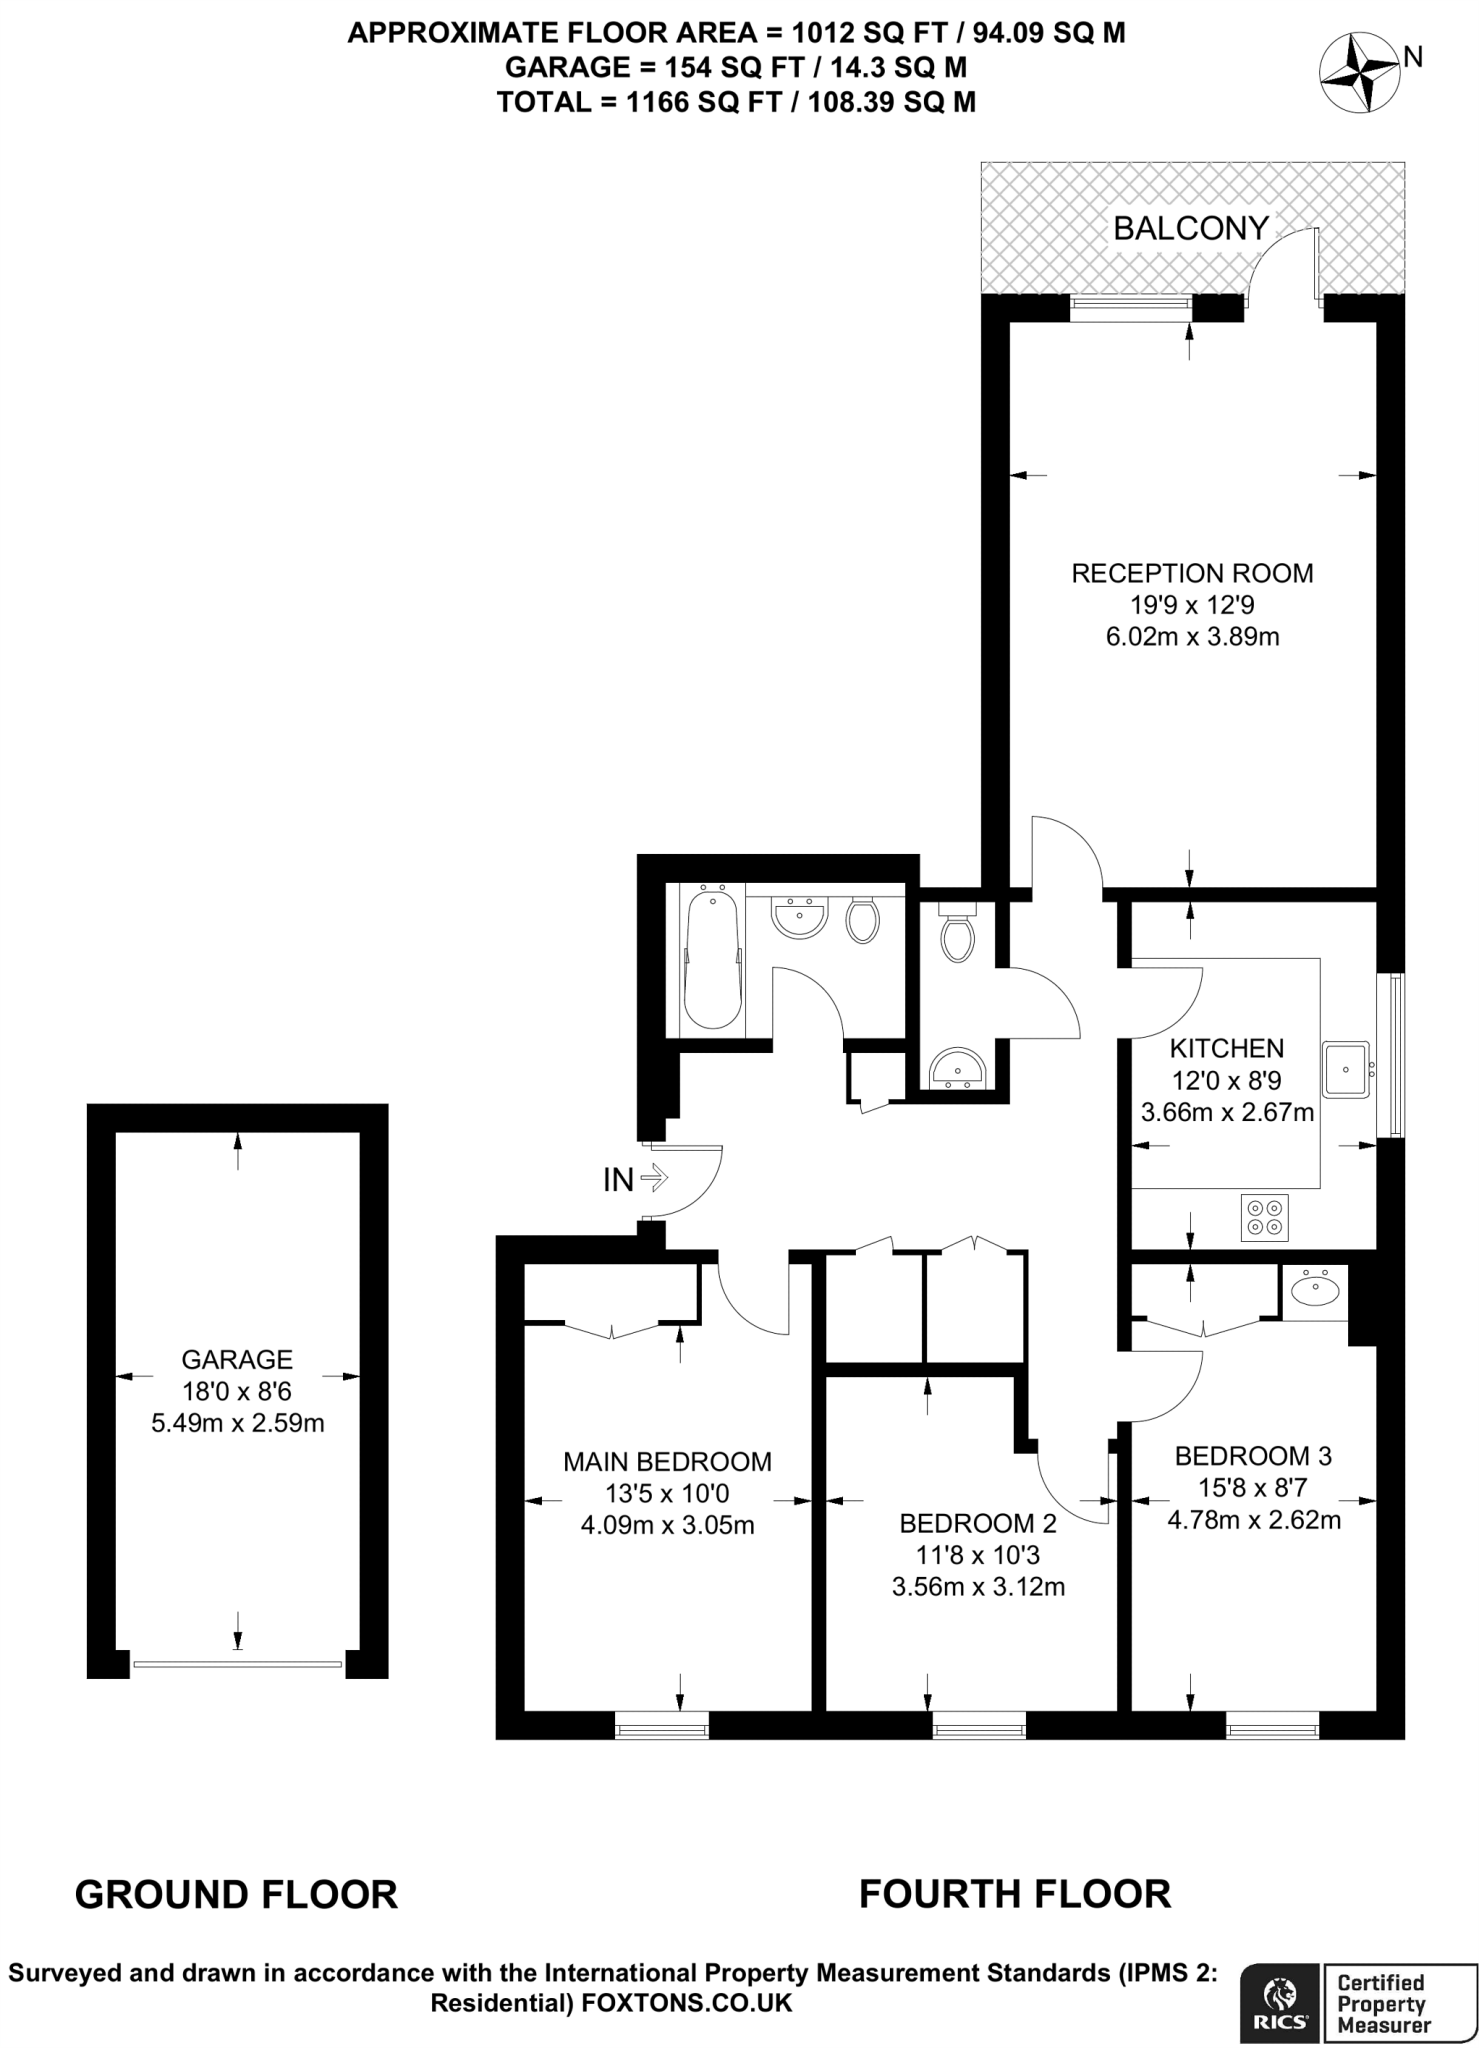 APPROXIMATE FLOOR AREA = 1012 SQ FT / 94.09 SQ M
GARAGE = 154 SQ FT / 14.3 SQ M
TOTAL = 1166 SQ FT / 108.39 SQ M
N
BALCONY
RECEPTION ROOM
19'9 x 12'9
6.02m x 3.89m
KITCHEN
12'0 x 8'9
3.66m x 2.67m
IN
GARAGE
18'0 x 8'6
5.49m x 2.59m
MAIN BEDROOM
13'5 x 10'0
4.09m x 3.05m
BEDROOM 2
11'8 x 10'3
3.56m x 3.12m
BEDROOM 3
15'8 x 8'7
4.78m x 2.62m
GROUND FLOOR
FOURTH FLOOR
Surveyed and drawn in accordance with the International Property Measurement Standards (IPMS 2:
Residential) FOXTONS.CO.UK
RICS
Certified
Property
Measurer